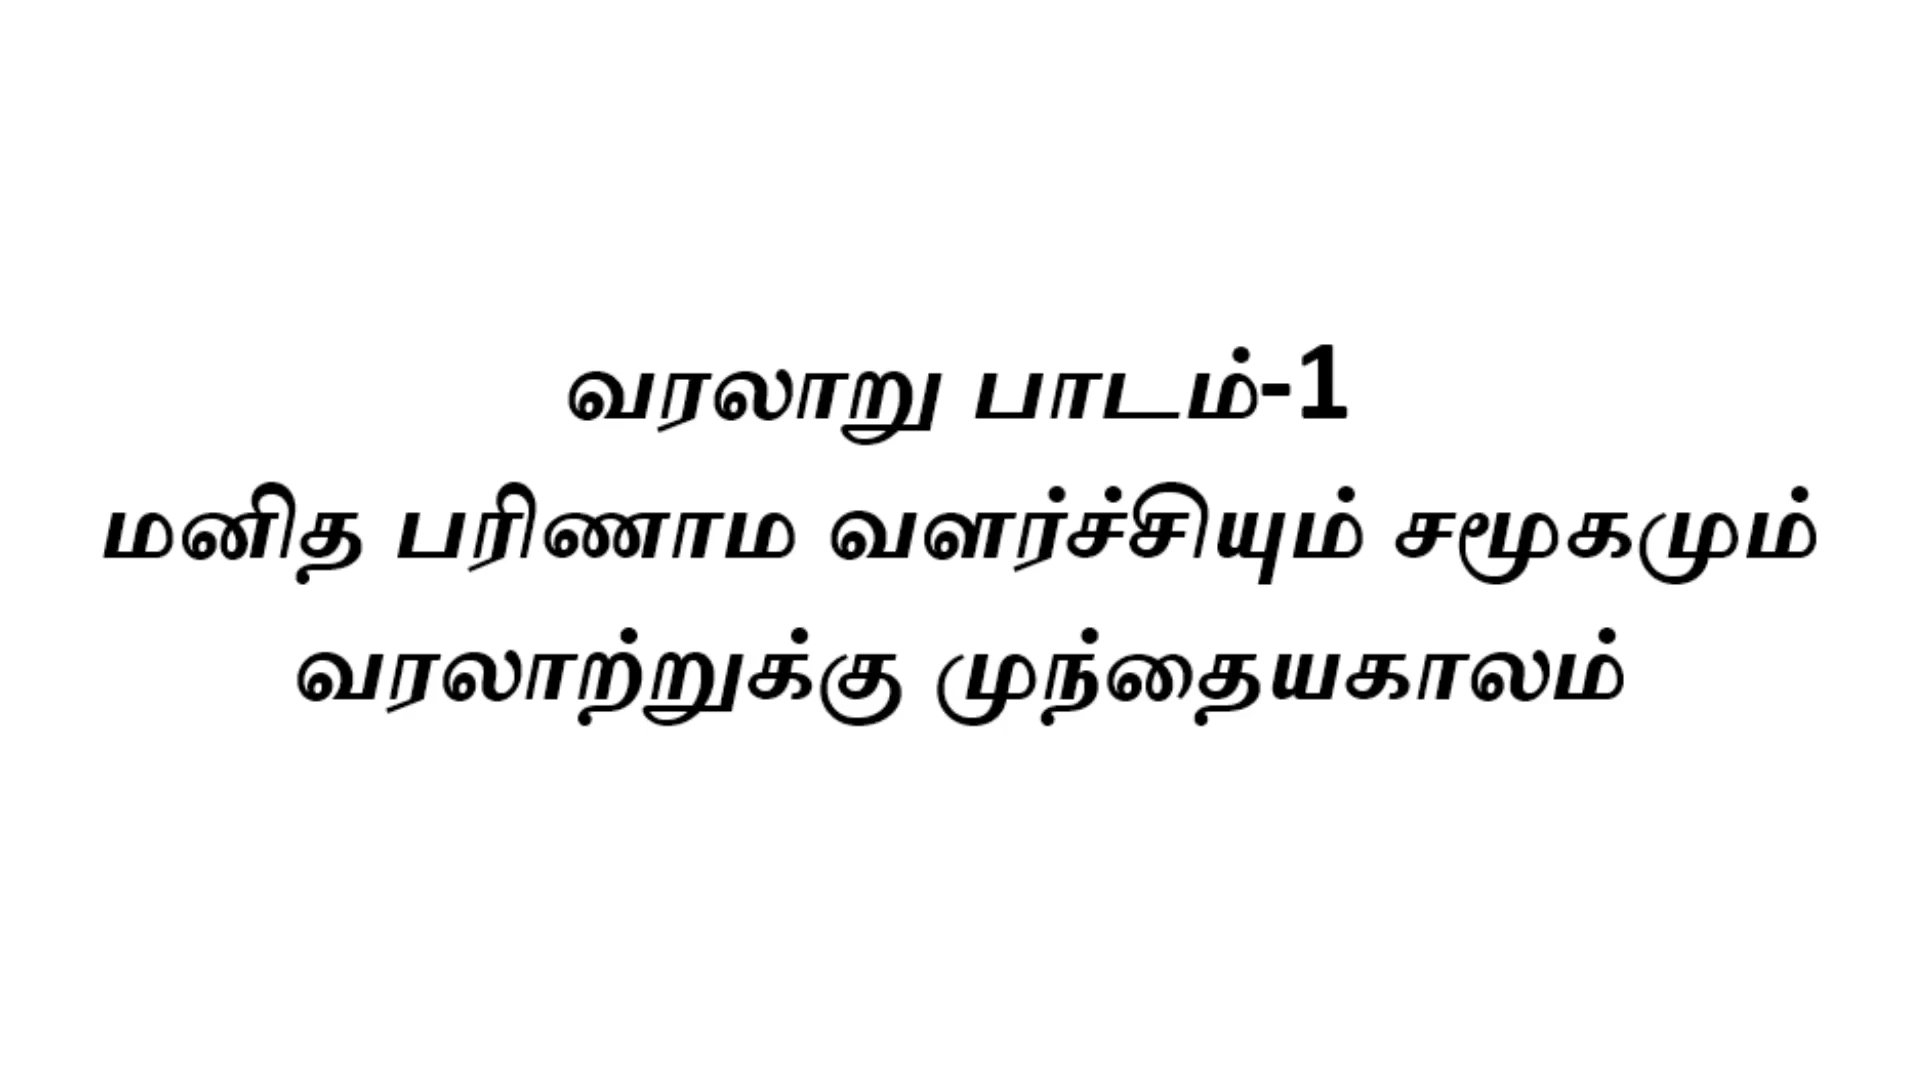 வரலாறு பாடம்-1
மனித பரிணாம வளர்ச்சியும் சமூகமும்
வரலாற்றுக்கு முந்தையகாலம்